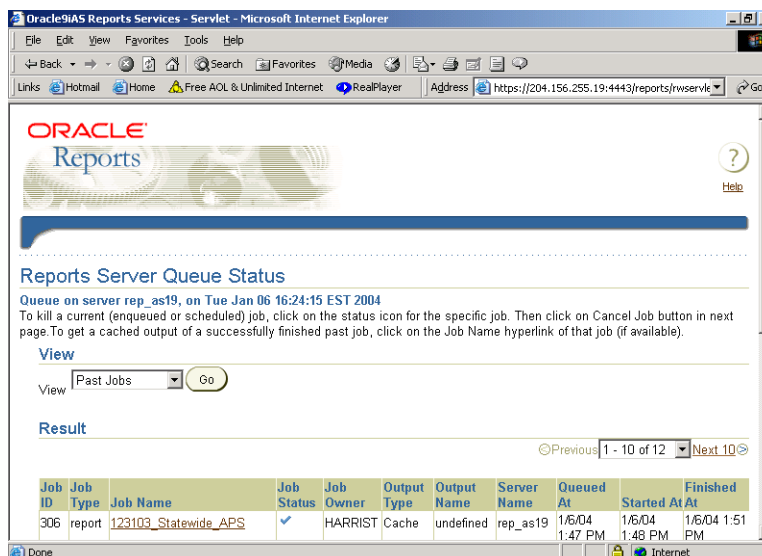 Oracle9iAS Reports Services - Servlet - Microsoft Internet Explorer
File Edit View Favorites Tools Help
Back Search Favorites Media
Links Hotmail Home Free AOL & Unlimited Internet RealPlayer Address https://204.156.255.19:4443/reports/rwservle Go
ORACLE
Reports
?
Help
Reports Server Queue Status
Queue on server rep_as19, on Tue Jan 06 16:24:15 EST 2004
To kill a current (enqueued or scheduled) job, click on the status icon for the specific job. Then click on Cancel Job button in next
page.To get a cached output of a successfully finished past job, click on the Job Name hyperlink of that job (if available).
View
View Past Jobs Go
Result
Previous 1 - 10 of 12 Next 10
Job Job Job Job Output Output Server Queued Finished
ID Type Job Name Status Owner Type Name Name At Started At At
306 report 123103_Statewide_APS HARRIST Cache undefined rep_as19 1/6/04 1/6/04 1/6/04 1:51
1:47 PM 1:48 PM PM
Done Internet